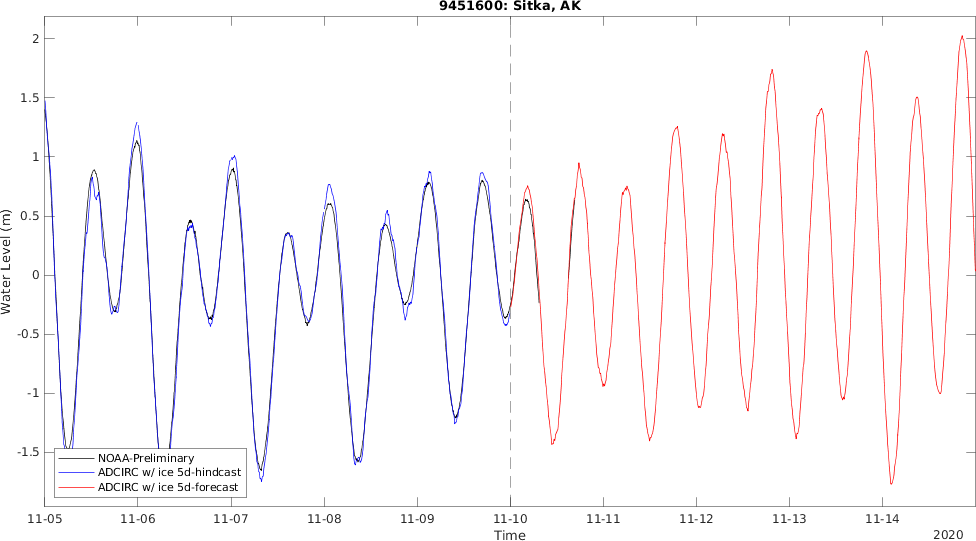 9451600: Sitka, AK
2
1.5
1
0.5
0
-0.5
-1
-1.5
Water Level (m)
NOAA-Preliminary
ADCIRC w/ ice 5d-hindcast
ADCIRC w/ ice 5d-forecast
11-05 11-06 11-07 11-08 11-09 11-10 11-11 11-12 11-13 11-14
Time
2020